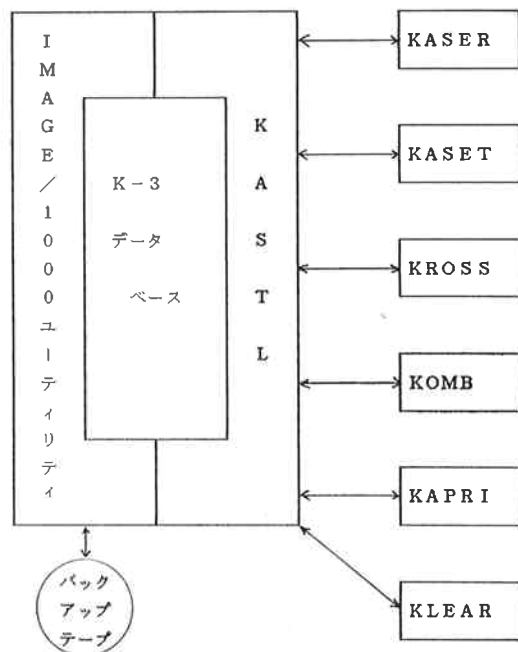 IMAGE/1000ユーティリティ
K-3
データ
ベース
KASTL
KASER
KASET
KROSS
KOMB
KAPRI
KLEAR
バック
アップ
テープ